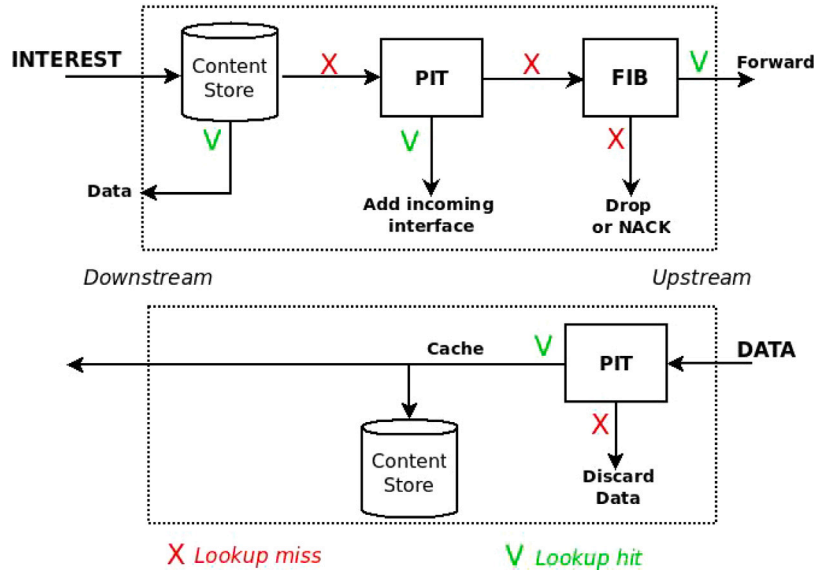 INTEREST
Content
Store
X
PIT
X
FIB
V
Forward
V
V
X
Data
Add incoming
interface
Drop
or NACK
Downstream
Upstream
Cache
V
PIT
DATA
X
Content
Store
Discard
Data
X Lookup miss
V Lookup hit